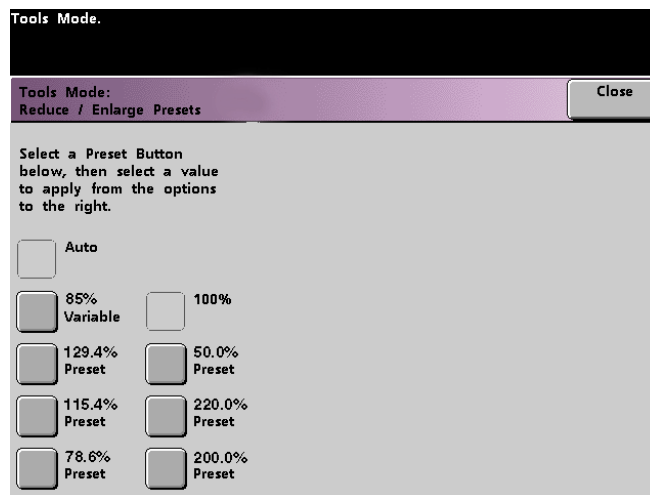 Tools Mode.
Tools Mode:
Reduce / Enlarge Presets
Close
Select a Preset Button
below, then select a value
to apply from the options
to the right.
Auto
85%
Variable
100%
129.4%
Preset
50.0%
Preset
115.4%
Preset
220.0%
Preset
78.6%
Preset
200.0%
Preset